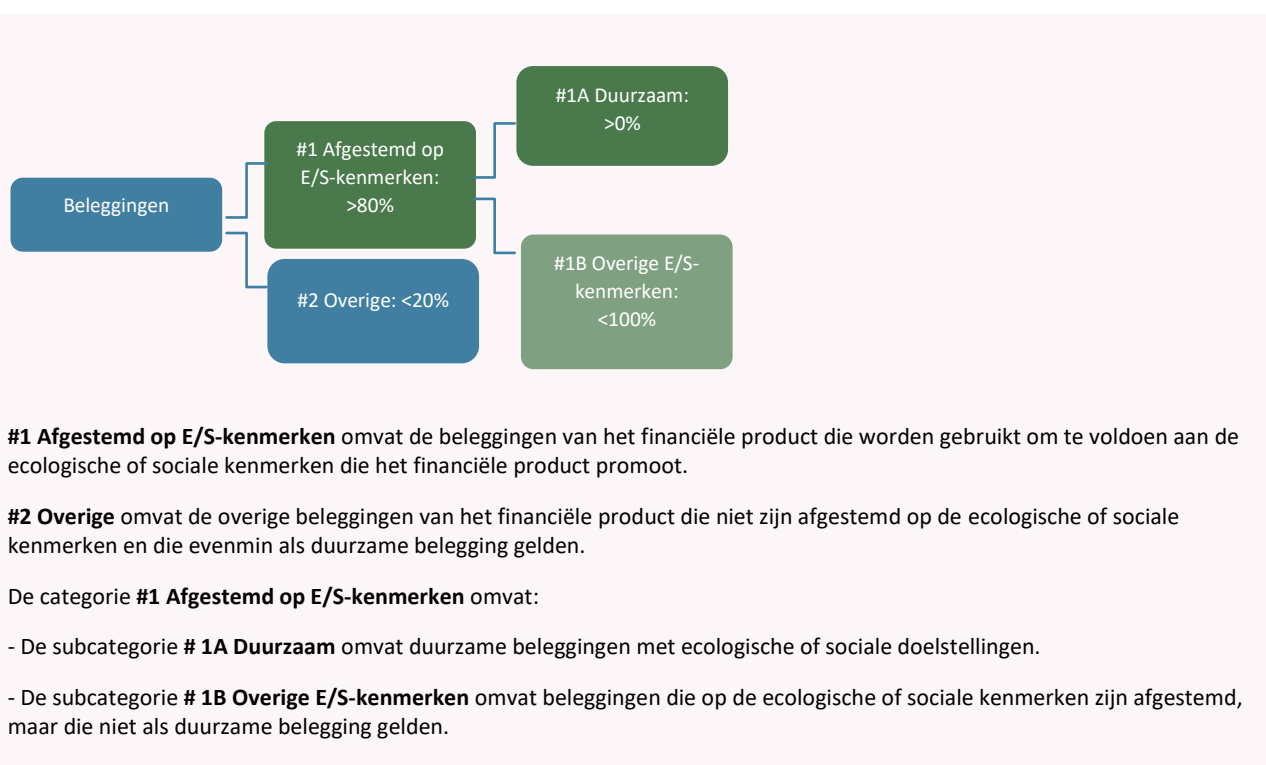 Beleggingen
#1 Afgestemd op
E/S-kenmerken:
>80%
#2 Overige: <20%
#1A Duurzaam:
>0%
#1B Overige E/S-
kenmerken:
<100%
#1 Afgestemd op E/S-kenmerken omvat de beleggingen van het financiële product die worden gebruikt om te voldoen aan de
ecologische of sociale kenmerken die het financiële product promoot.
#2 Overige omvat de overige beleggingen van het financiële product die niet zijn afgestemd op de ecologische of sociale
kenmerken en die evenmin als duurzame belegging gelden.
De categorie #1 Afgestemd op E/S-kenmerken omvat:
- De subcategorie # 1A Duurzaam omvat duurzame beleggingen met ecologische of sociale doelstellingen.
- De subcategorie # 1B Overige E/S-kenmerken omvat beleggingen die op de ecologische of sociale kenmerken zijn afgestemd,
maar die niet als duurzame belegging gelden.